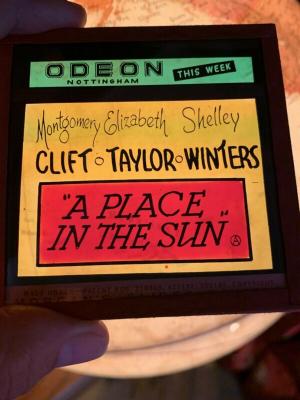 ODEON
NOTTINGHAM
THIS WEEK
Montgomery Elizabeth Shelley
CLIFT TAYLOR WINTERS
"A PLACE
IN THE SUN"
A